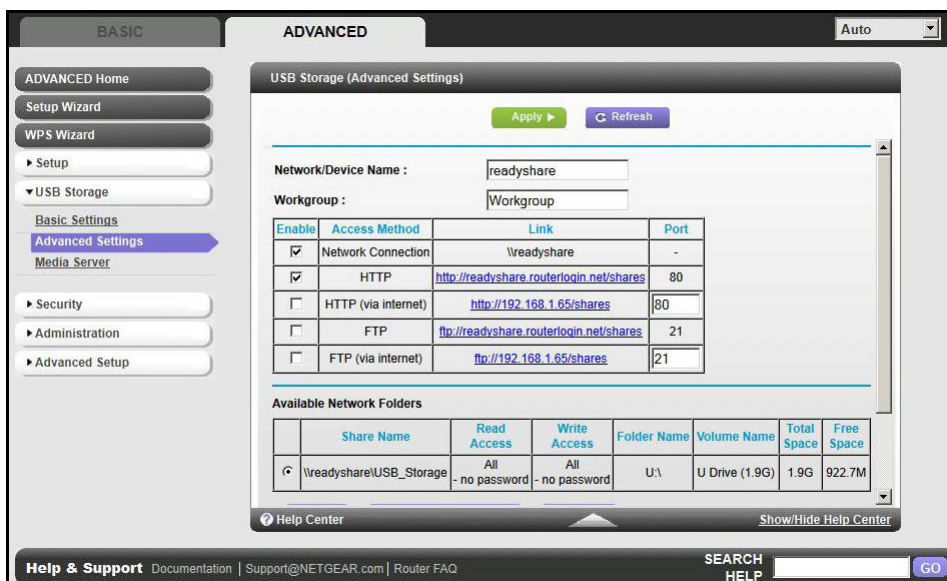 BASIC
ADVANCED
Auto
ADVANCED Home
Setup Wizard
WPS Wizard
Setup
USB Storage
Basic Settings
Advanced Settings
Media Server
Security
Administration
Advanced Setup
USB Storage (Advanced Settings)
Apply
Refresh
Network/Device Name : readyshare
Workgroup : Workgroup
Enable Access Method Link Port
Network Connection \\readyshare -
HTTP http://readyshare.routerlogin.net/shares 80
HTTP (via internet) http://192.168.1.65/shares 80
FTP ftp://readyshare.routerlogin.net/shares 21
FTP (via internet) ftp://192.168.1.65/shares 21
Available Network Folders
Share Name Read Access Write Access Folder Name Volume Name Total Space Free Space
\\readyshare\USB_Storage All - no password All - no password U:\ U Drive (1.9G) 1.9G 922.7M
Help Center
Show/Hide Help Center
Help & Support Documentation | Support@NETGEAR.com | Router FAQ
SEARCH HELP
GO